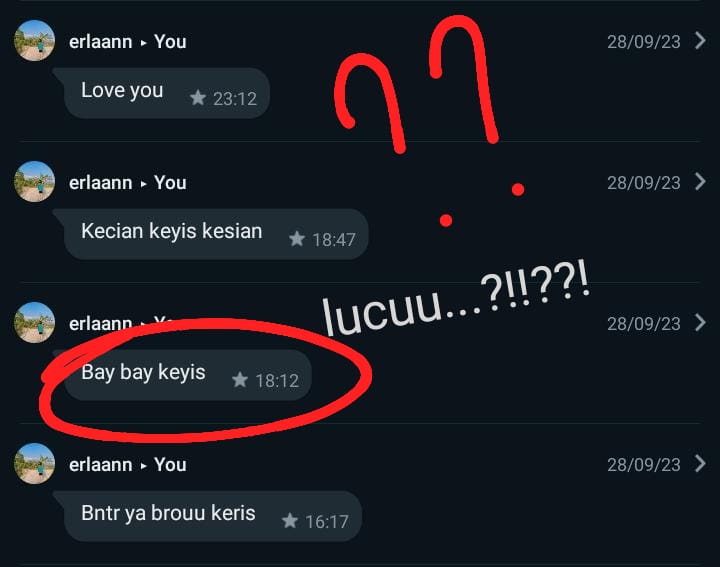 erlaann ▸ You 28/09/23
Love you ★ 23:12
??
erlaann ▸ You 28/09/23
Kecian keyis kesian ★ 18:47
lucuu...?!!??!
erlaann ▸ You 28/09/23
Bay bay keyis ★ 18:12
erlaann ▸ You 28/09/23
Bntr ya brouu keris ★ 16:17